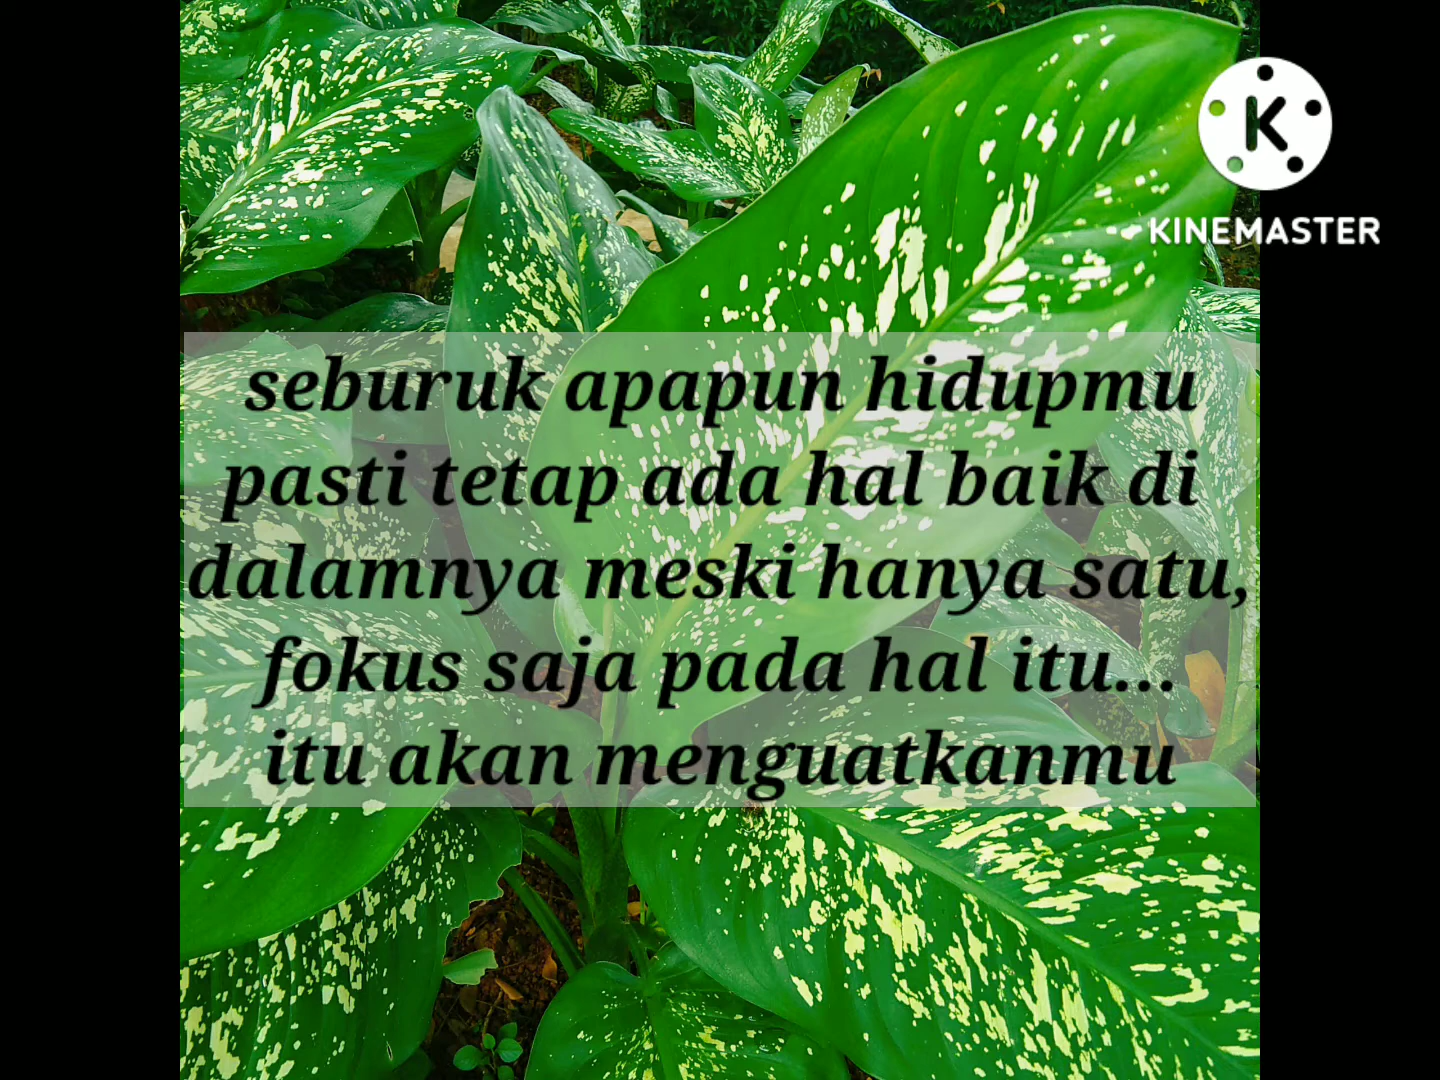 K
KINEMASTER
seburuk apapun hidupmu
pasti tetap ada hal baik di
dalamnya meski hanya satu,
fokus saja pada hal itu...
itu akan menguatkanmu